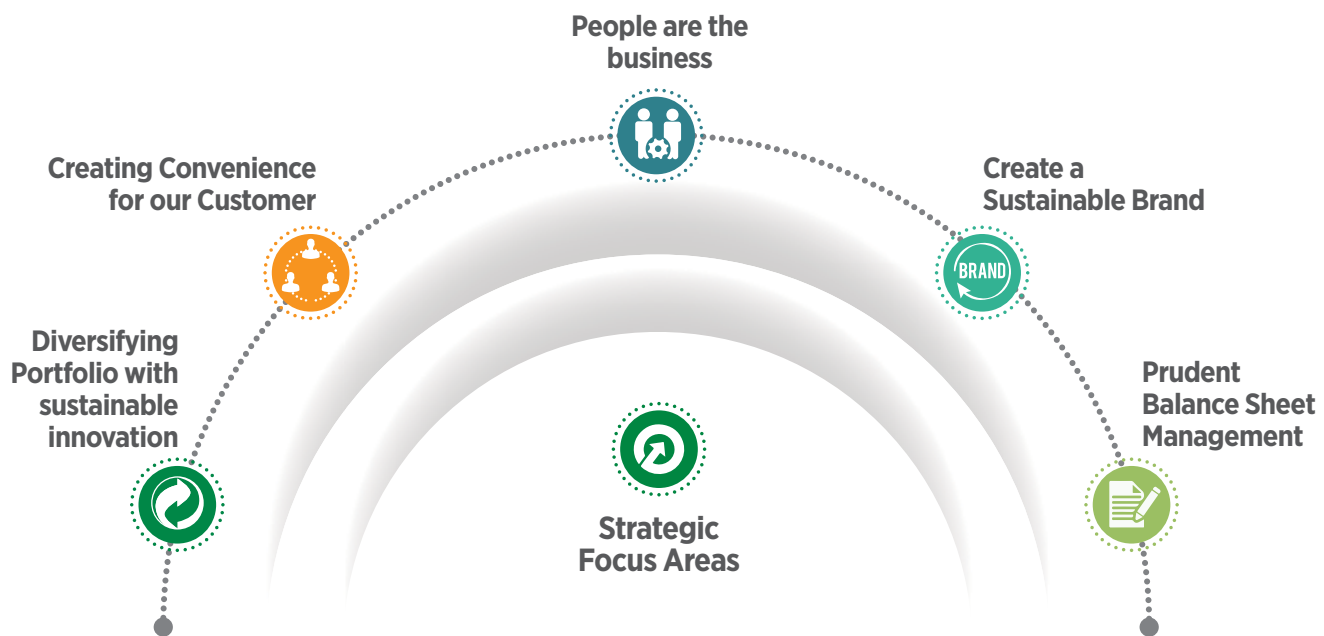 People are the
business
Creating Convenience
for our Customer
Create a
Sustainable Brand
BRAND
Diversifying
Portfolio with
sustainable
innovation
Prudent
Balance Sheet
Management
Strategic
Focus Areas